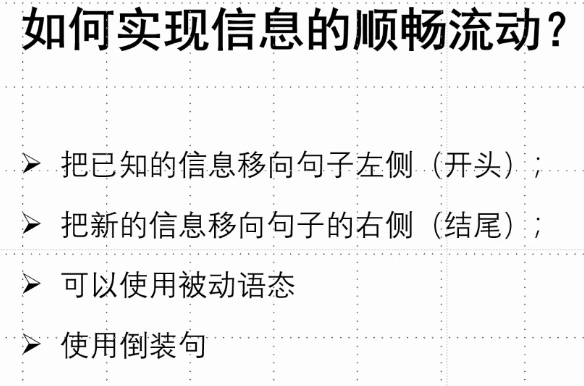 如何实现信息的顺畅流动？
➢ 把已知的信息移向句子左侧（开头）;
➢ 把新的信息移向句子的右侧（结尾）;
➢ 可以使用被动语态
➢ 使用倒装句